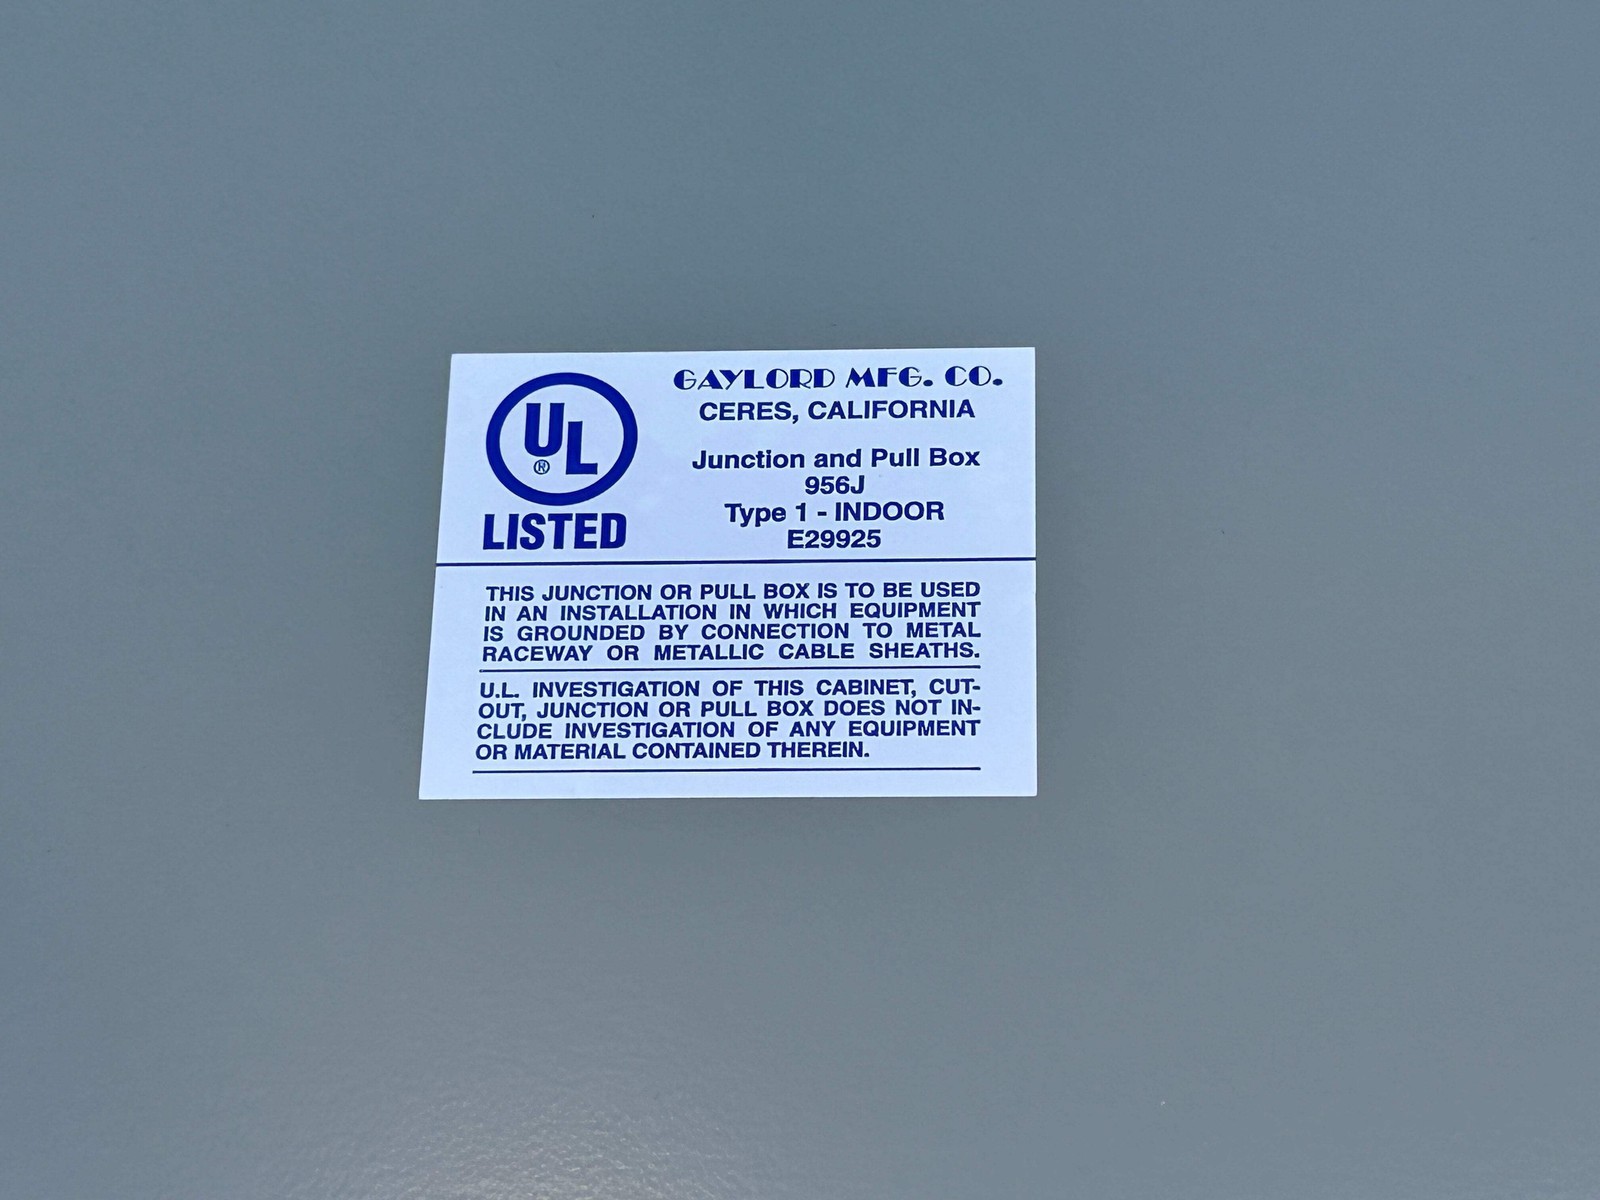 UL
®
LISTED
GAYLORD MFG. CO.
CERES, CALIFORNIA
Junction and Pull Box
956J
Type 1 - INDOOR
E29925
THIS JUNCTION OR PULL BOX IS TO BE USED
IN AN INSTALLATION IN WHICH EQUIPMENT
IS GROUNDED BY CONNECTION TO METAL
RACEWAY OR METALLIC CABLE SHEATHS.
U.L. INVESTIGATION OF THIS CABINET, CUT-
OUT, JUNCTION OR PULL BOX DOES NOT IN-
CLUDE INVESTIGATION OF ANY EQUIPMENT
OR MATERIAL CONTAINED THEREIN.